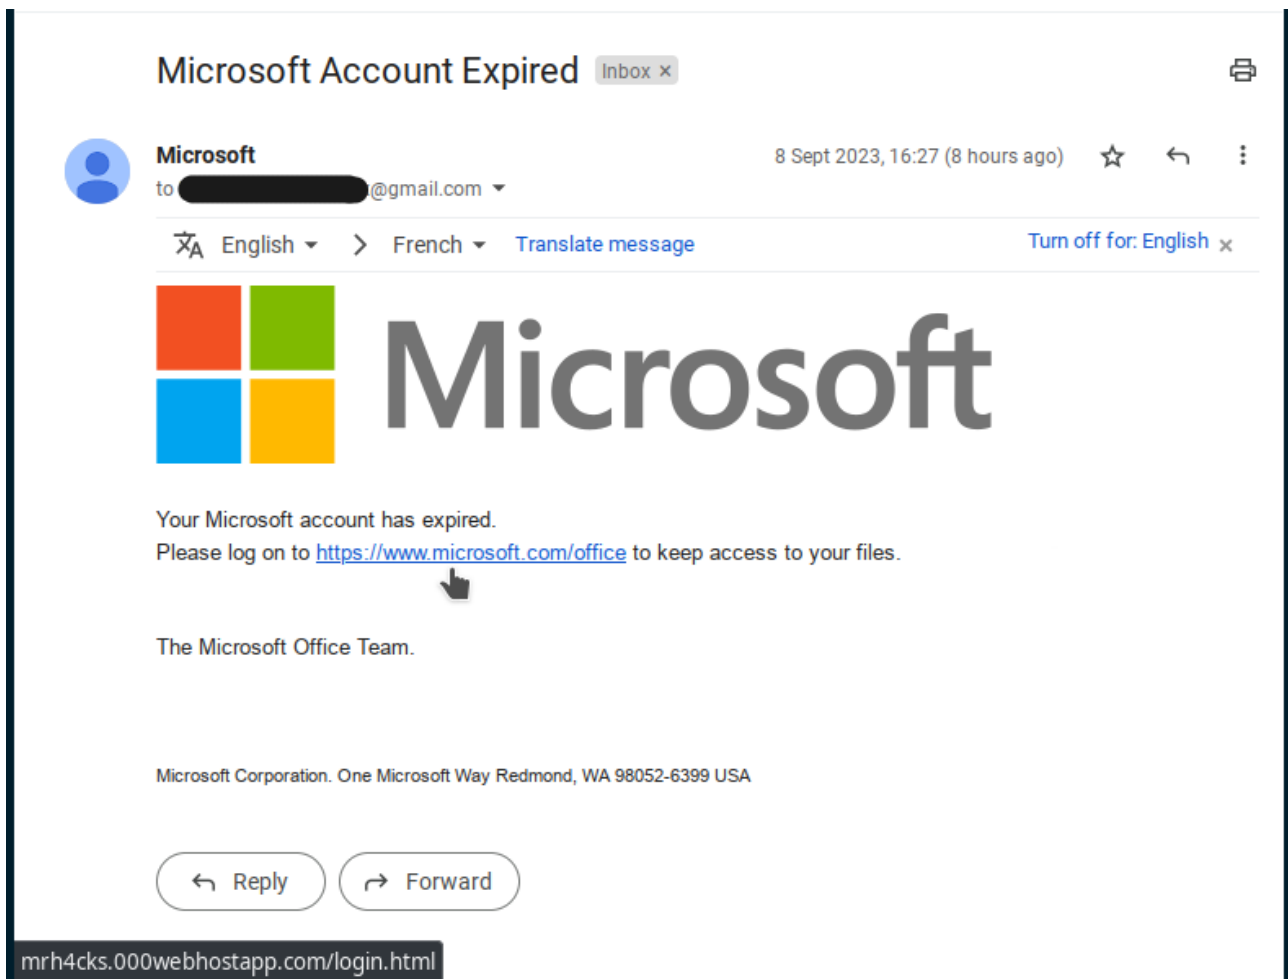 Microsoft Account Expired Inbox ×
Microsoft 8 Sept 2023, 16:27 (8 hours ago)
to @gmail.com
English > French Translate message Turn off for: English ×
Microsoft
Your Microsoft account has expired.
Please log on to https://www.microsoft.com/office to keep access to your files.
The Microsoft Office Team.
Microsoft Corporation. One Microsoft Way Redmond, WA 98052-6399 USA
Reply Forward
mrh4cks.000webhostapp.com/login.html